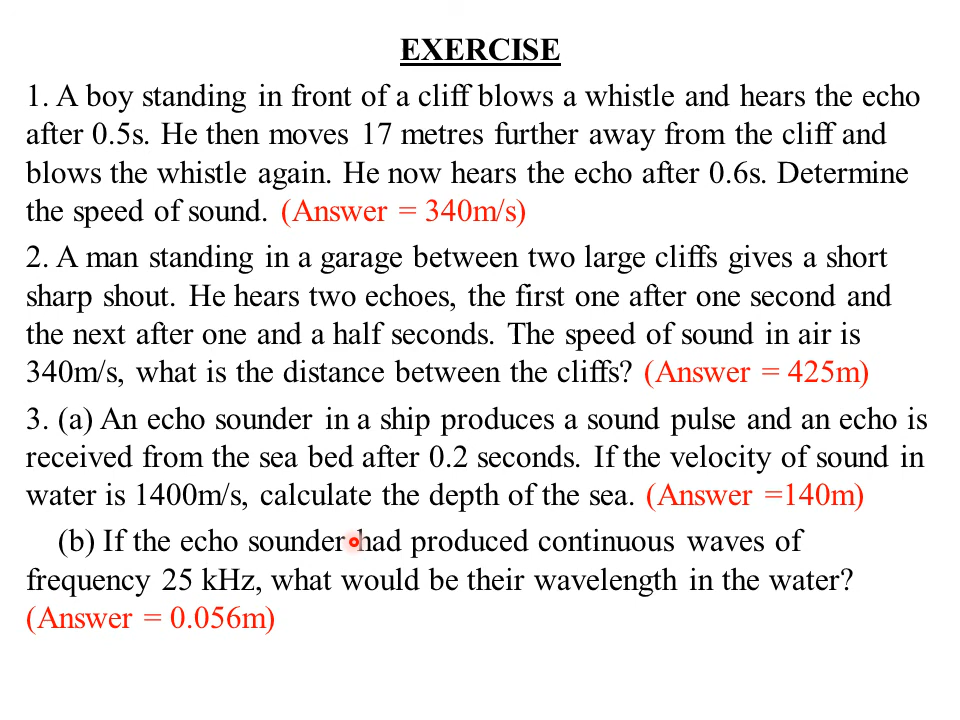 EXERCISE
1. A boy standing in front of a cliff blows a whistle and hears the echo
after 0.5s. He then moves 17 metres further away from the cliff and
blows the whistle again. He now hears the echo after 0.6s. Determine
the speed of sound. (Answer = 340m/s)
2. A man standing in a garage between two large cliffs gives a short
sharp shout. He hears two echoes, the first one after one second and
the next after one and a half seconds. The speed of sound in air is
340m/s, what is the distance between the cliffs? (Answer = 425m)
3. (a) An echo sounder in a ship produces a sound pulse and an echo is
received from the sea bed after 0.2 seconds. If the velocity of sound in
water is 1400m/s, calculate the depth of the sea. (Answer =140m)
(b) If the echo sounder had produced continuous waves of
frequency 25 kHz, what would be their wavelength in the water?
(Answer = 0.056m)